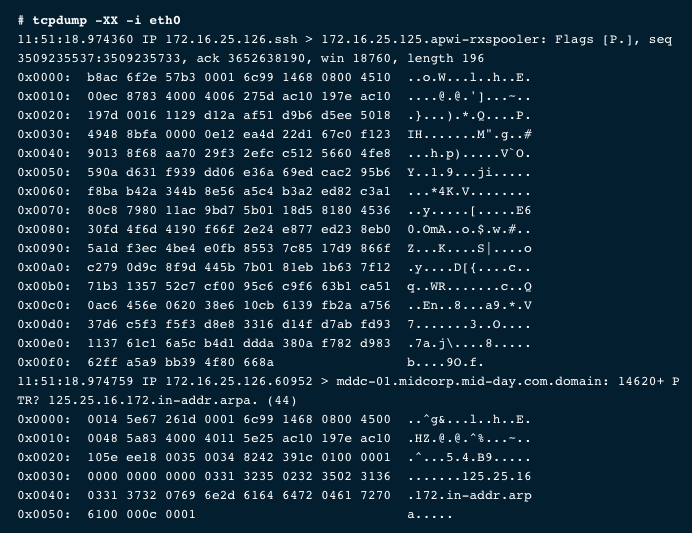 # tcpdump -XX -i eth0
11:51:18.974360 IP 172.16.25.126.ssh > 172.16.25.125.apwi-rxspooler: Flags [P.], seq
3509235537:3509235733, ack 3652638190, win 18760, length 196
0x0000:  b8ac 6f2e 57b3 0001 6c99 1468 0800 4510  ..o.W...l..h..E.
0x0010:  00ec 8783 4000 4006 275d ac10 197e ac10  ....@.@.']...~..
0x0020:  197d 0016 1129 d12a af51 d9b6 d5ee 5018  .}...).*.Q....P.
0x0030:  4948 8bfa 0000 0e12 ea4d 22d1 67c0 f123  IH.......M".g..#
0x0040:  9013 8f68 aa70 29f3 2efc c512 5660 4fe8  ...h.p).....V`O.
0x0050:  590a d631 f939 dd06 e36a 69ed cac2 95b6  Y..1.9...ji.....
0x0060:  f8ba b42a 344b 8e56 a5c4 b3a2 ed82 c3a1  ...*4K.V........
0x0070:  80c8 7980 11ac 9bd7 5b01 18d5 8180 4536  ..y.....[.....E6
0x0080:  30fd 4f6d 4190 f66f 2e24 e877 ed23 8eb0  0.OmA..o.$.w.#..
0x0090:  5a1d f3ec 4be4 e0fb 8553 7c85 17d9 866f  Z...K....S|....o
0x00a0:  c279 0d9c 8f9d 445b 7b01 81eb 1b63 7f12  .y....D[{....c..
0x00b0:  71b3 1357 52c7 cf00 95c6 c9f6 63b1 ca51  q..WR.......c..Q
0x00c0:  0ac6 456e 0620 38e6 10cb 6139 fb2a a756  ..En..8...a9.*.V
0x00d0:  37d6 c5f3 f5f3 d8e8 3316 d14f d7ab fd93  7.......3..O....
0x00e0:  1137 61c1 6a5c b4d1 ddda 380a f782 d983  .7a.j\....8.....
0x00f0:  62ff a5a9 bb39 4f80 668a  b....9O.f.
11:51:18.974759 IP 172.16.25.126.60952 > mddc-01.midcorp.mid-day.com.domain: 14620+ P
TR? 125.25.16.172.in-addr.arpa. (44)
0x0000:  0014 5e67 261d 0001 6c99 1468 0800 4500  ..^g&...l..h..E.
0x0010:  0048 5a83 4000 4011 5e25 ac10 197e ac10  .HZ.@.@.^%...~..
0x0020:  105e ee18 0035 0034 8242 391c 0100 0001  .^...5.4.B9.....
0x0030:  0000 0000 0000 0331 3235 0232 3502 3136  .......125.25.16
0x0040:  0331 3732 0769 6e2d 6164 6472 0461 7270  .172.in-addr.arp
0x0050:  6100 000c 0001  a.....